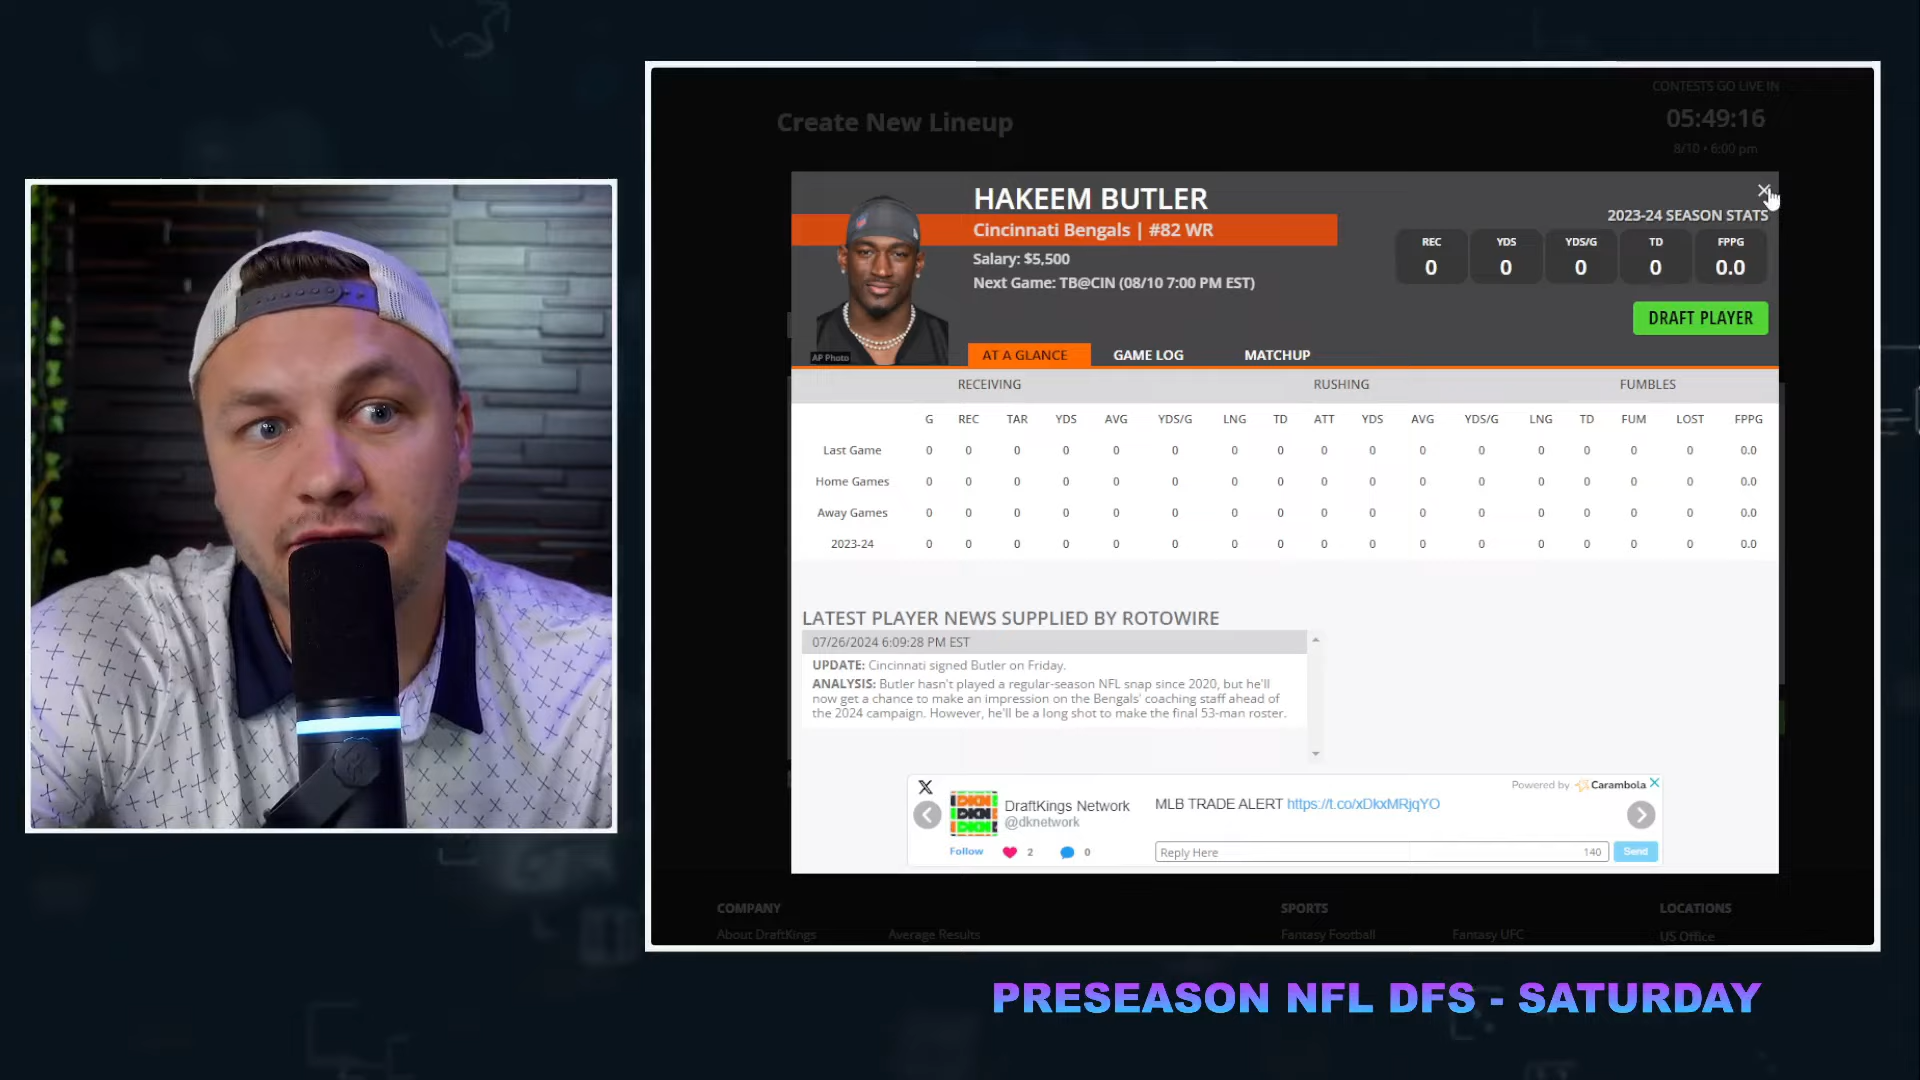 CONTESTS GO LIVE IN
Create New Lineup
05:49:16
8/10 • 6:00 pm
HAKEEM BUTLER
Cincinnati Bengals | #82 WR
Salary: $5,500
Next Game: TB@CIN (08/10 7:00 PM EST)
2023-24 SEASON STATS
REC YDS YDS/G TD FPPG
0 0 0 0 0.0
DRAFT PLAYER
AP Photo
AT A GLANCE GAME LOG MATCHUP
RECEIVING RUSHING FUMBLES
G REC TAR YDS AVG YDS/G LNG TD ATT YDS AVG YDS/G LNG TD FUM LOST FPPG
Last Game 0 0 0 0 0 0 0 0 0 0 0 0 0 0 0 0 0.0
Home Games 0 0 0 0 0 0 0 0 0 0 0 0 0 0 0 0 0.0
Away Games 0 0 0 0 0 0 0 0 0 0 0 0 0 0 0 0 0.0
2023-24 0 0 0 0 0 0 0 0 0 0 0 0 0 0 0 0 0.0
LATEST PLAYER NEWS SUPPLIED BY ROTOWIRE
07/26/2024 6:09:28 PM EST
UPDATE: Cincinnati signed Butler on Friday.
ANALYSIS: Butler hasn't played a regular-season NFL snap since 2020, but he'll
now get a chance to make an impression on the Bengals' coaching staff ahead of
the 2024 campaign. However, he'll be a long shot to make the final 53-man roster.
Powered by Carambola
DKN
DKN
DKN
DraftKings Network
@dknetwork
MLB TRADE ALERT https://t.co/xDkxMRjqYO
Follow 2 0
Reply Here 140 Send
COMPANY SPORTS LOCATIONS
About DraftKings Average Results Fantasy Football Fantasy UFC US Office
PRESEASON NFL DFS - SATURDAY